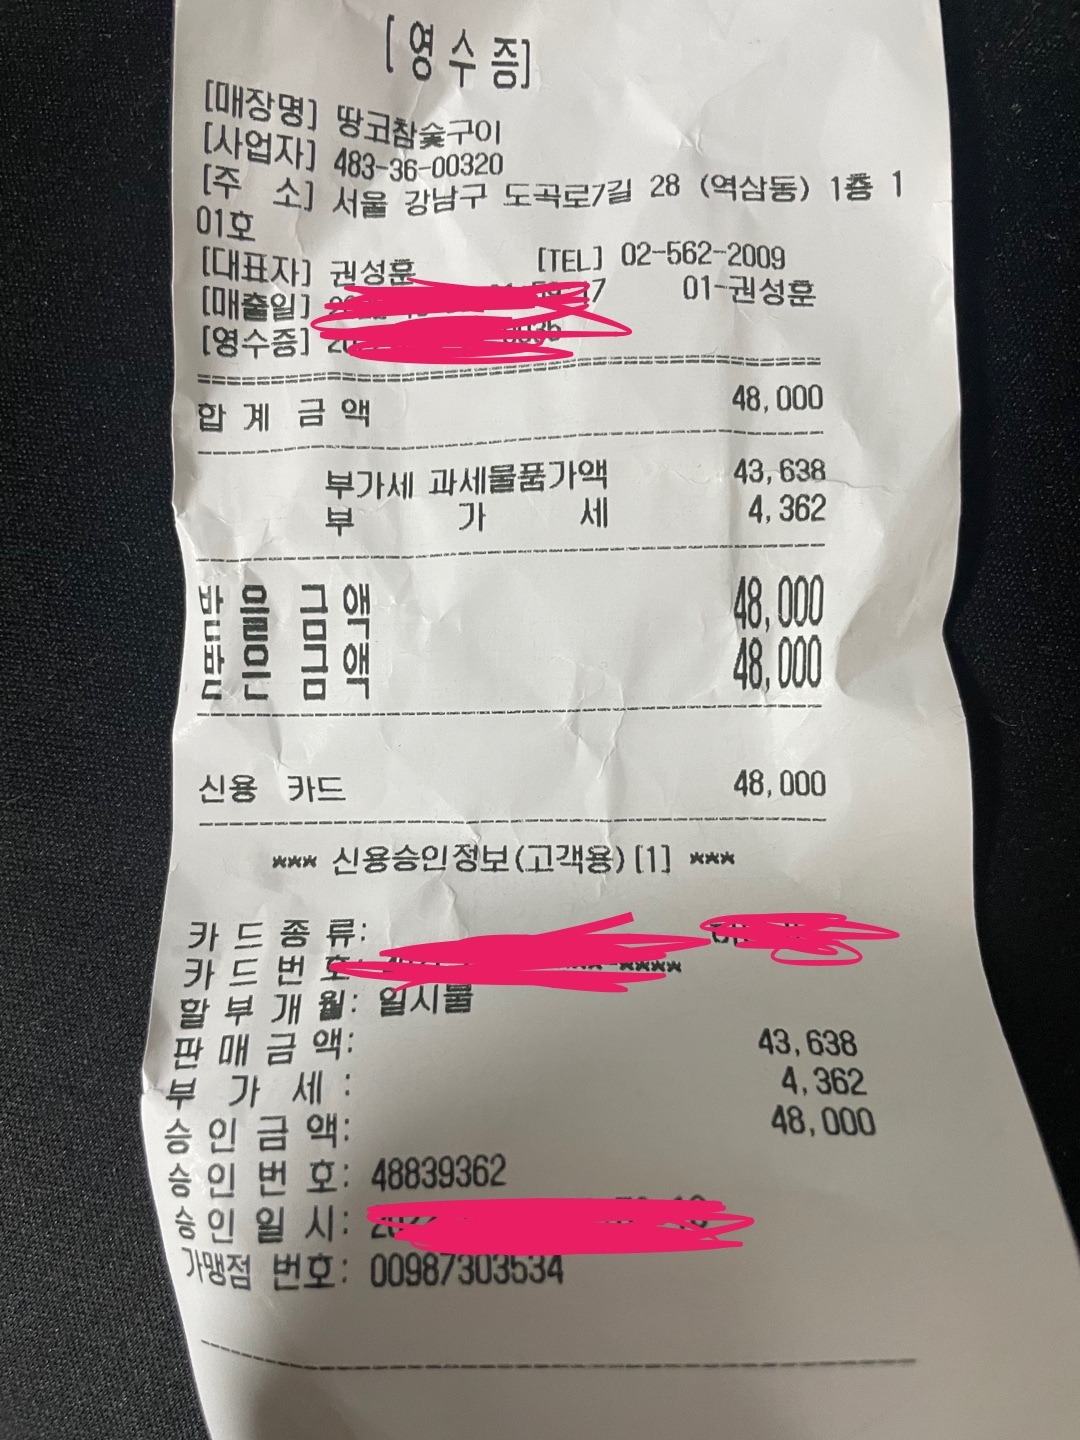 [영수증]
[매장명] 땅코참숯구이
[사업자] 483-36-00320
[주 소] 서울 강남구 도곡로7길 28 (역삼동) 1층 1
01호
[대표자] 권성훈 [TEL] 02-562-2009
[매출일] 01-권성훈
[영수증]
합 계 금 액 48,000
부가세 과세물품가액 43,638
부 가 세 4,362
받 을 금 액 48,000
받 은 금 액 48,000
신용 카드 48,000
*** 신용승인정보(고객용)[1] ***
카 드 종 류:
카 드 번 호: ****
할 부 개 월: 일시불
판 매 금 액: 43,638
부 가 세 : 4,362
승 인 금 액: 48,000
승 인 번 호: 48839362
승 인 일 시:
가맹점 번호: 00987303534